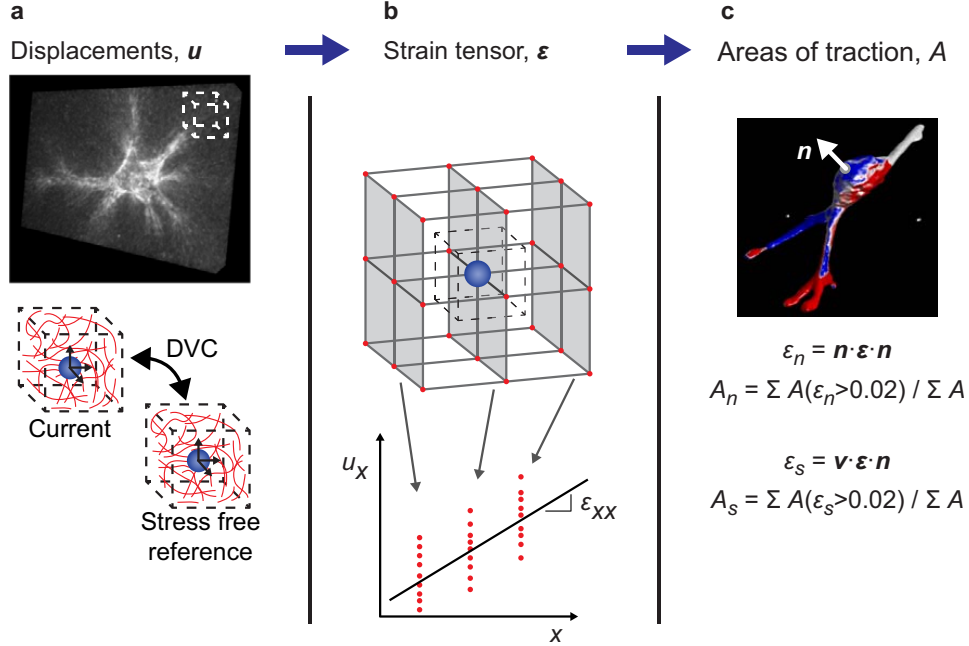 a
Displacements, u
DVC
Current
Stress free
reference
b
Strain tensor, ε
u_x
ε_xx
x
c
Areas of traction, A
n
ε_n = n·ε·n
A_n = Σ A(ε_n>0.02) / Σ A
ε_s = v·ε·n
A_s = Σ A(ε_s>0.02) / Σ A